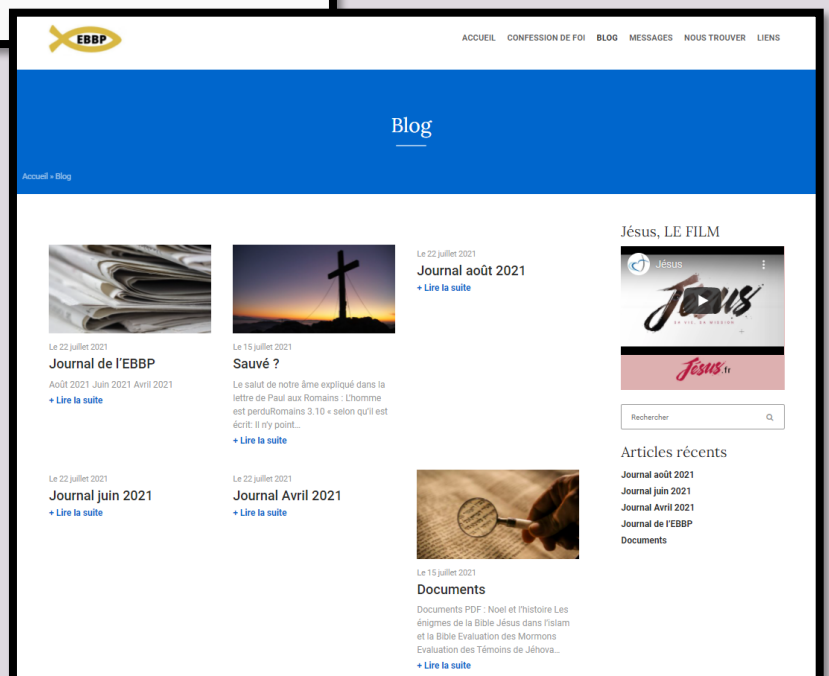 EBBP
ACCUEIL CONFESSION DE FOI BLOG MESSAGES NOUS TROUVER LIENS
Blog
Accueil » Blog
Le 22 juillet 2021
Journal de l'EBBP
Août 2021 Juin 2021 Avril 2021
+ Lire la suite
Le 15 juillet 2021
Sauvé ?
Le salut de notre âme expliqué dans la
lettre de Paul aux Romains : L'homme
est perduRomains 3.10 « selon qu'il est
écrit: Il n'y point...
+ Lire la suite
Le 22 juillet 2021
Journal août 2021
+ Lire la suite
Le 22 juillet 2021
Journal juin 2021
+ Lire la suite
Le 22 juillet 2021
Journal Avril 2021
+ Lire la suite
Le 15 juillet 2021
Documents
Documents PDF : Noel et l'histoire Les
énigmes de la Bible Jésus dans l'islam
et la Bible Evaluation des Mormons
Evaluation des Témoins de Jéhova...
+ Lire la suite
Jésus, LE FILM
Jésus
JÉSUS
SA VIE, SA MISSION
JÉSUS.fr
Rechercher
Articles récents
Journal août 2021
Journal juin 2021
Journal Avril 2021
Journal de l'EBBP
Documents